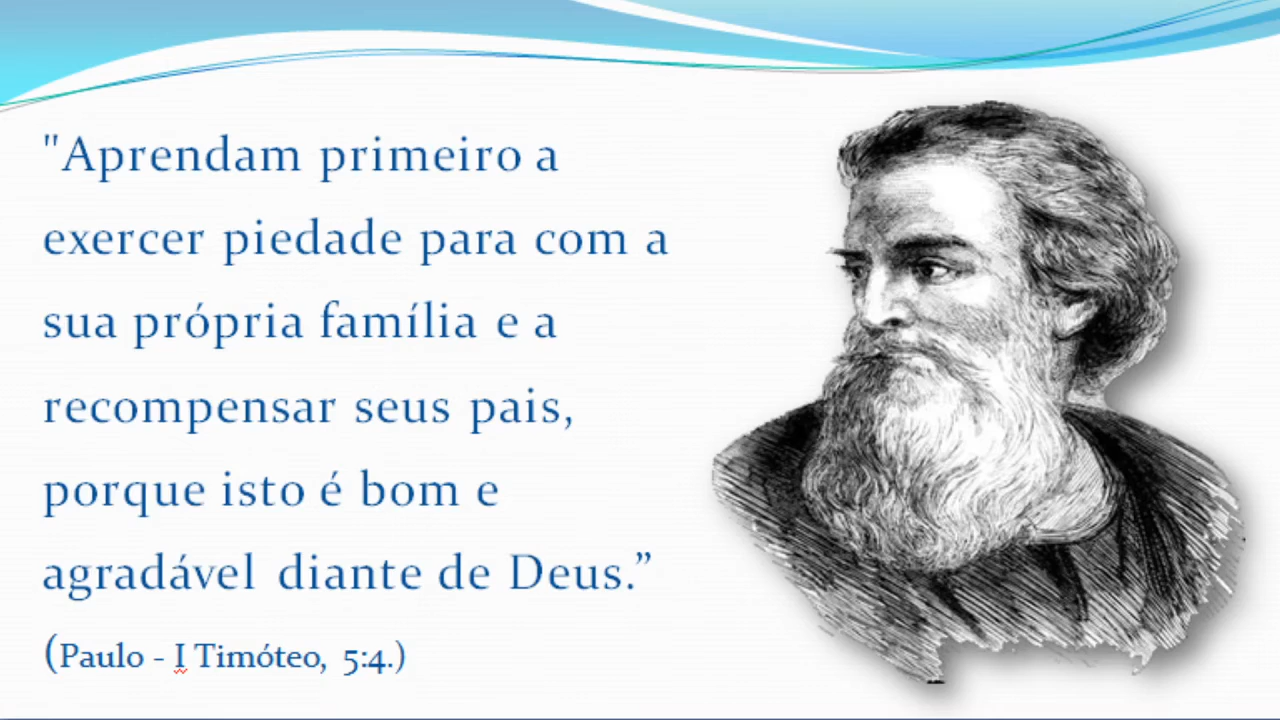 "Aprendam primeiro a
exercer piedade para com a
sua própria família e a
recompensar seus pais,
porque isto é bom e
agradável diante de Deus.”
(Paulo - I Timóteo, 5:4.)